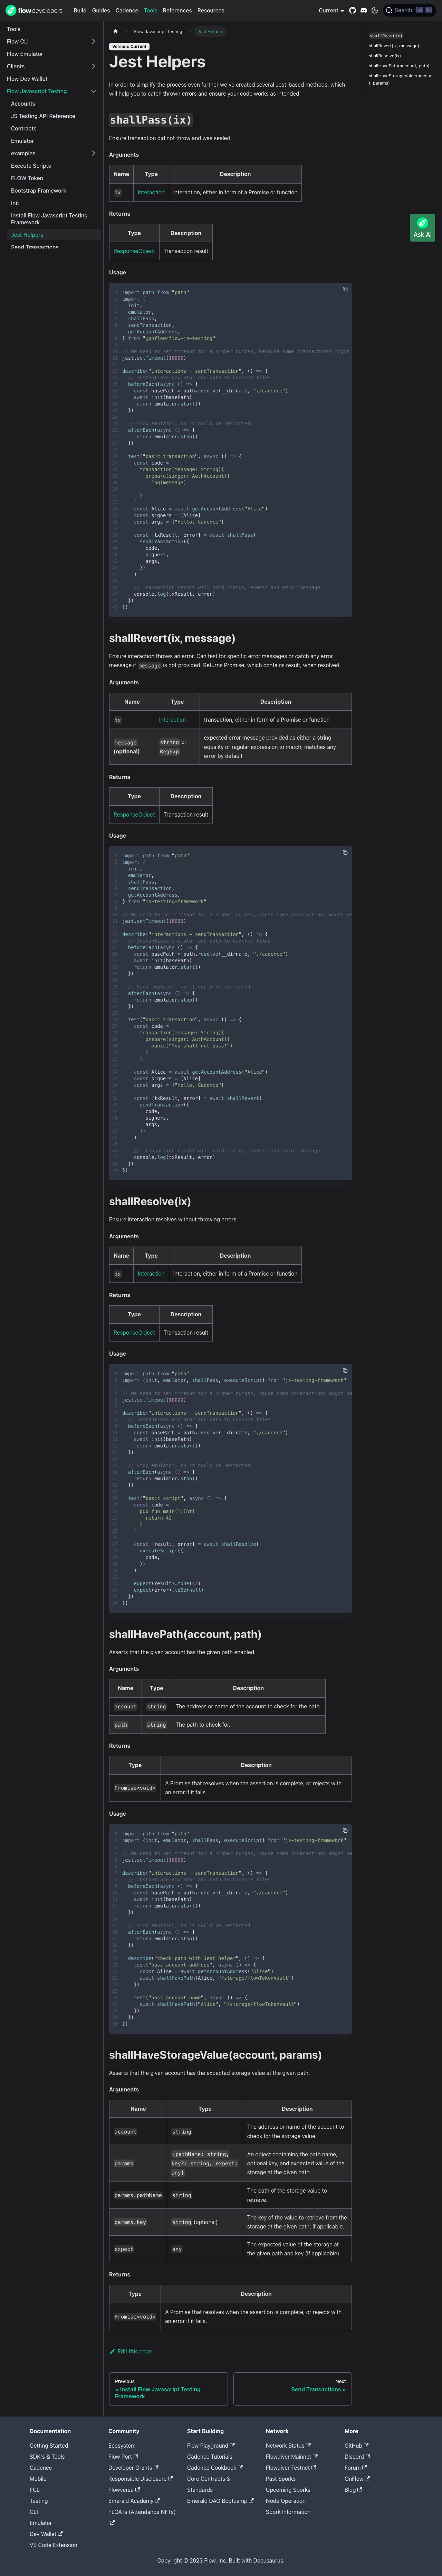 flow developers
Build
Guides
Cadence
Tools
References
Resources
Current
Search
Tools
Flow CLI
Flow Emulator
Clients
Flow Dev Wallet
Flow Javascript Testing
Accounts
JS Testing API Reference
Contracts
Emulator
examples
Execute Scripts
FLOW Token
Bootstrap Framework
Init
Install Flow Javascript Testing
Framework
Jest Helpers
Send Transactions
Flow Javascript Testing
Jest Helpers
Version: Current
Jest Helpers
In order to simplify the process even further we've created several Jest-based methods, which
will help you to catch thrown errors and ensure your code works as intended.
shallPass(ix)
Ensure transaction did not throw and was sealed.
Arguments
Name Type Description
ix Interaction interaction, either in form of a Promise or function
Returns
Type Description
ResponseObject Transaction result
Usage
import path from "path"
import {
init,
emulator,
shallPass,
sendTransaction,
getAccountAddress,
} from "@onflow/flow-js-testing"
// We need to set timeout for a higher number, because some transactions might
jest.setTimeout(10000)
describe("interactions - sendTransaction", () => {
// Instantiate emulator and path to Cadence files
beforeEach(async () => {
const basePath = path.resolve(__dirname, "./cadence")
await init(basePath)
return emulator.start()
})
// Stop emulator, so it could be restarted
afterEach(async () => {
return emulator.stop()
})
test("basic transaction", async () => {
const code = `
transaction(message: String){
prepare(singer: AuthAccount){
log(message)
}
}
`
const Alice = await getAccountAddress("Alice")
const signers = [Alice]
const args = ["Hello, Cadence"]
const [txResult, error] = await shallPass(
sendTransaction({
code,
signers,
args,
})
)
// Transaction result will hold status, events and error message
console.log(txResult, error)
})
})
shallRevert(ix, message)
Ensure interaction throws an error. Can test for specific error messages or catch any error
message if message is not provided. Returns Promise, which contains result, when resolved.
Arguments
Name Type Description
ix Interaction transaction, either in form of a Promise or function
message (optional) string or RegExp expected error message provided as either a string equality or regular expression to match, matches any error by default
Returns
Type Description
ResponseObject Transaction result
Usage
import path from "path"
import {
init,
emulator,
shallPass,
sendTransaction,
getAccountAddress,
} from "js-testing-framework"
// We need to set timeout for a higher number, cause some interactions might ne
jest.setTimeout(10000)
describe("interactions - sendTransaction", () => {
// Instantiate emulator and path to Cadence files
beforeEach(async () => {
const basePath = path.resolve(__dirname, "./cadence")
await init(basePath)
return emulator.start()
})
// Stop emulator, so it could be restarted
afterEach(async () => {
return emulator.stop()
})
test("basic transaction", async () => {
const code = `
transaction(message: String){
prepare(singer: AuthAccount){
panic("You shall not pass!")
}
}
`
const Alice = await getAccountAddress("Alice")
const signers = [Alice]
const args = ["Hello, Cadence"]
const [txResult, error] = await shallRevert(
sendTransaction({
code,
signers,
args,
})
)
// Transaction result will hold status, events and error message
console.log(txResult, error)
})
})
shallResolve(ix)
Ensure interaction resolves without throwing errors.
Arguments
Name Type Description
ix Interaction interaction, either in form of a Promise or function
Returns
Type Description
ResponseObject Transaction result
Usage
import path from "path"
import {init, emulator, shallPass, executeScript} from "js-testing-framework"
// We need to set timeout for a higher number, cause some interactions might ne
jest.setTimeout(10000)
describe("interactions - sendTransaction", () => {
// Instantiate emulator and path to Cadence files
beforeEach(async () => {
const basePath = path.resolve(__dirname, "./cadence")
await init(basePath)
return emulator.start()
})
// Stop emulator, so it could be restarted
afterEach(async () => {
return emulator.stop()
})
test("basic script", async () => {
const code = `
pub fun main():Int{
return 42
}
`
const [result, error] = await shallResolve(
executeScript({
code,
})
)
expect(result).toBe(42)
expect(error).toBe(null)
})
})
shallHavePath(account, path)
Asserts that the given account has the given path enabled.
Arguments
Name Type Description
account string The address or name of the account to check for the path.
path string The path to check for.
Returns
Type Description
Promise<void> A Promise that resolves when the assertion is complete, or rejects with an error if it fails.
Usage
import path from "path"
import {init, emulator, shallPass, executeScript} from "js-testing-framework"
// We need to set timeout for a higher number, cause some interactions might ne
jest.setTimeout(10000)
describe("interactions - sendTransaction", () => {
// Instantiate emulator and path to Cadence files
beforeEach(async () => {
const basePath = path.resolve(__dirname, "./cadence")
await init(basePath)
return emulator.start()
})
// Stop emulator, so it could be restarted
afterEach(async () => {
return emulator.stop()
})
describe("check path with Jest helper", () => {
test("pass account address", async () => {
const Alice = await getAccountAddress("Alice")
await shallHavePath(Alice, "/storage/flowTokenVault")
})
test("pass account name", async () => {
await shallHavePath("Alice", "/storage/flowTokenVault")
})
})
})
shallHaveStorageValue(account, params)
Asserts that the given account has the expected storage value at the given path.
Arguments
Name Type Description
account string The address or name of the account to check for the storage value.
params {pathName: string, key?: string, expect: any} An object containing the path name, optional key, and expected value of the storage at the given path.
params.pathName string The path of the storage value to retrieve.
params.key string (optional) The key of the value to retrieve from the storage at the given path, if applicable.
expect any The expected value of the storage at the given path and key (if applicable).
Returns
Type Description
Promise<void> A Promise that resolves when the assertion is complete, or rejects with an error if it fails.
Edit this page
Previous
« Install Flow Javascript Testing
Framework
Next
Send Transactions »
shallPass(ix)
shallRevert(ix, message)
shallResolve(ix)
shallHavePath(account, path)
shallHaveStorageValue(accoun
t, params)
Ask AI
Documentation
Getting Started
SDK's & Tools
Cadence
Mobile
FCL
Testing
CLI
Emulator
Dev Wallet
VS Code Extension
Community
Ecosystem
Flow Port
Developer Grants
Responsible Disclosure
Flowverse
Emerald Academy
FLOATs (Attendance NFTs)
Start Building
Flow Playground
Cadence Tutorials
Cadence Cookbook
Core Contracts &
Standards
Emerald DAO Bootcamp
Network
Network Status
Flowdiver Mainnet
Flowdiver Testnet
Past Sporks
Upcoming Sporks
Node Operation
Spork Information
More
GitHub
Discord
Forum
OnFlow
Blog
Copyright © 2023 Flow, Inc. Built with Docusaurus.